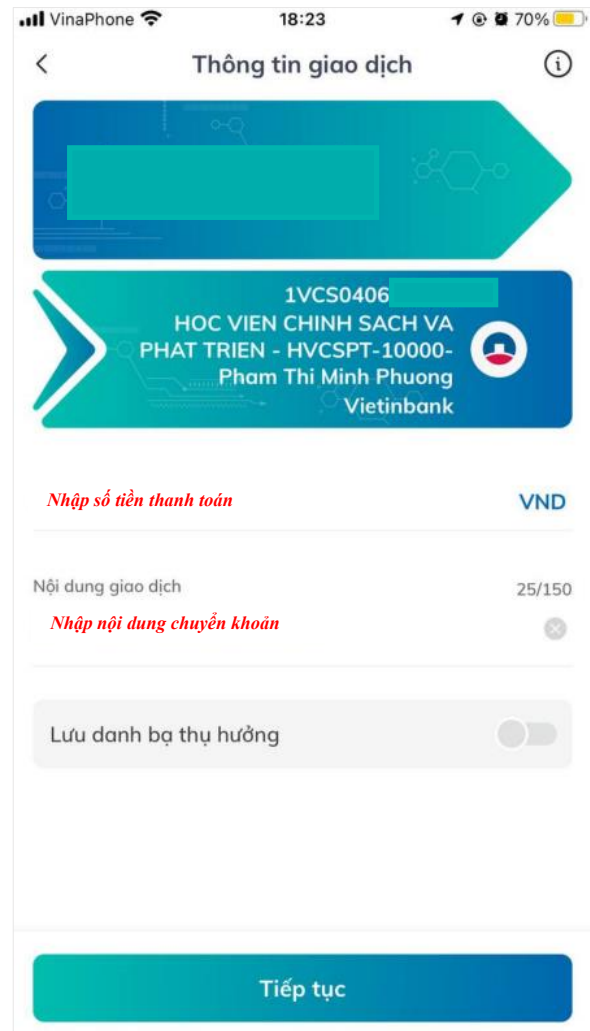 VinaPhone 18:23 70%
Thông tin giao dịch
1VCS0406
HOC VIEN CHINH SACH VA
PHAT TRIEN - HVCSPT-10000-
Pham Thi Minh Phuong
Vietinbank
Nhập số tiền thanh toán VND
Nội dung giao dịch 25/150
Nhập nội dung chuyển khoản
Lưu danh bạ thụ hưởng
Tiếp tục